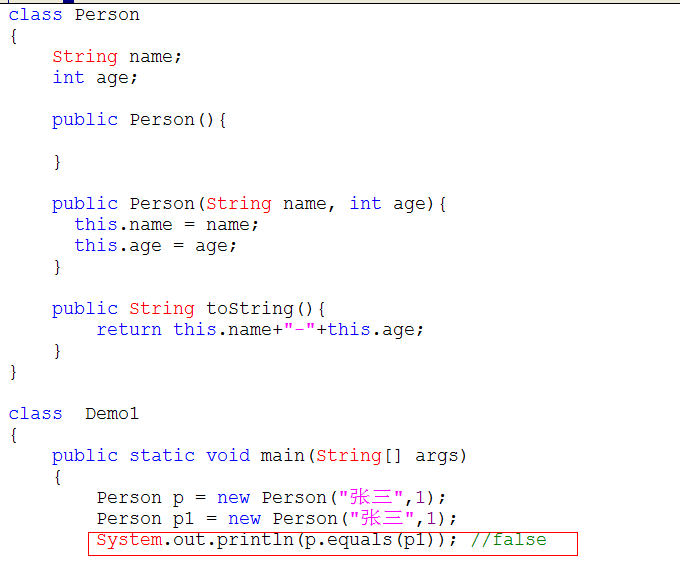 class Person
{
    String name;
    int age;

    public Person(){

    }

    public Person(String name, int age){
      this.name = name;
      this.age = age;
    }

    public String toString(){
        return this.name+"-"+this.age;
    }
}

class  Demo1
{
    public static void main(String[] args)
    {
        Person p = new Person("张三",1);
        Person p1 = new Person("张三",1);
        System.out.println(p.equals(p1)); //false